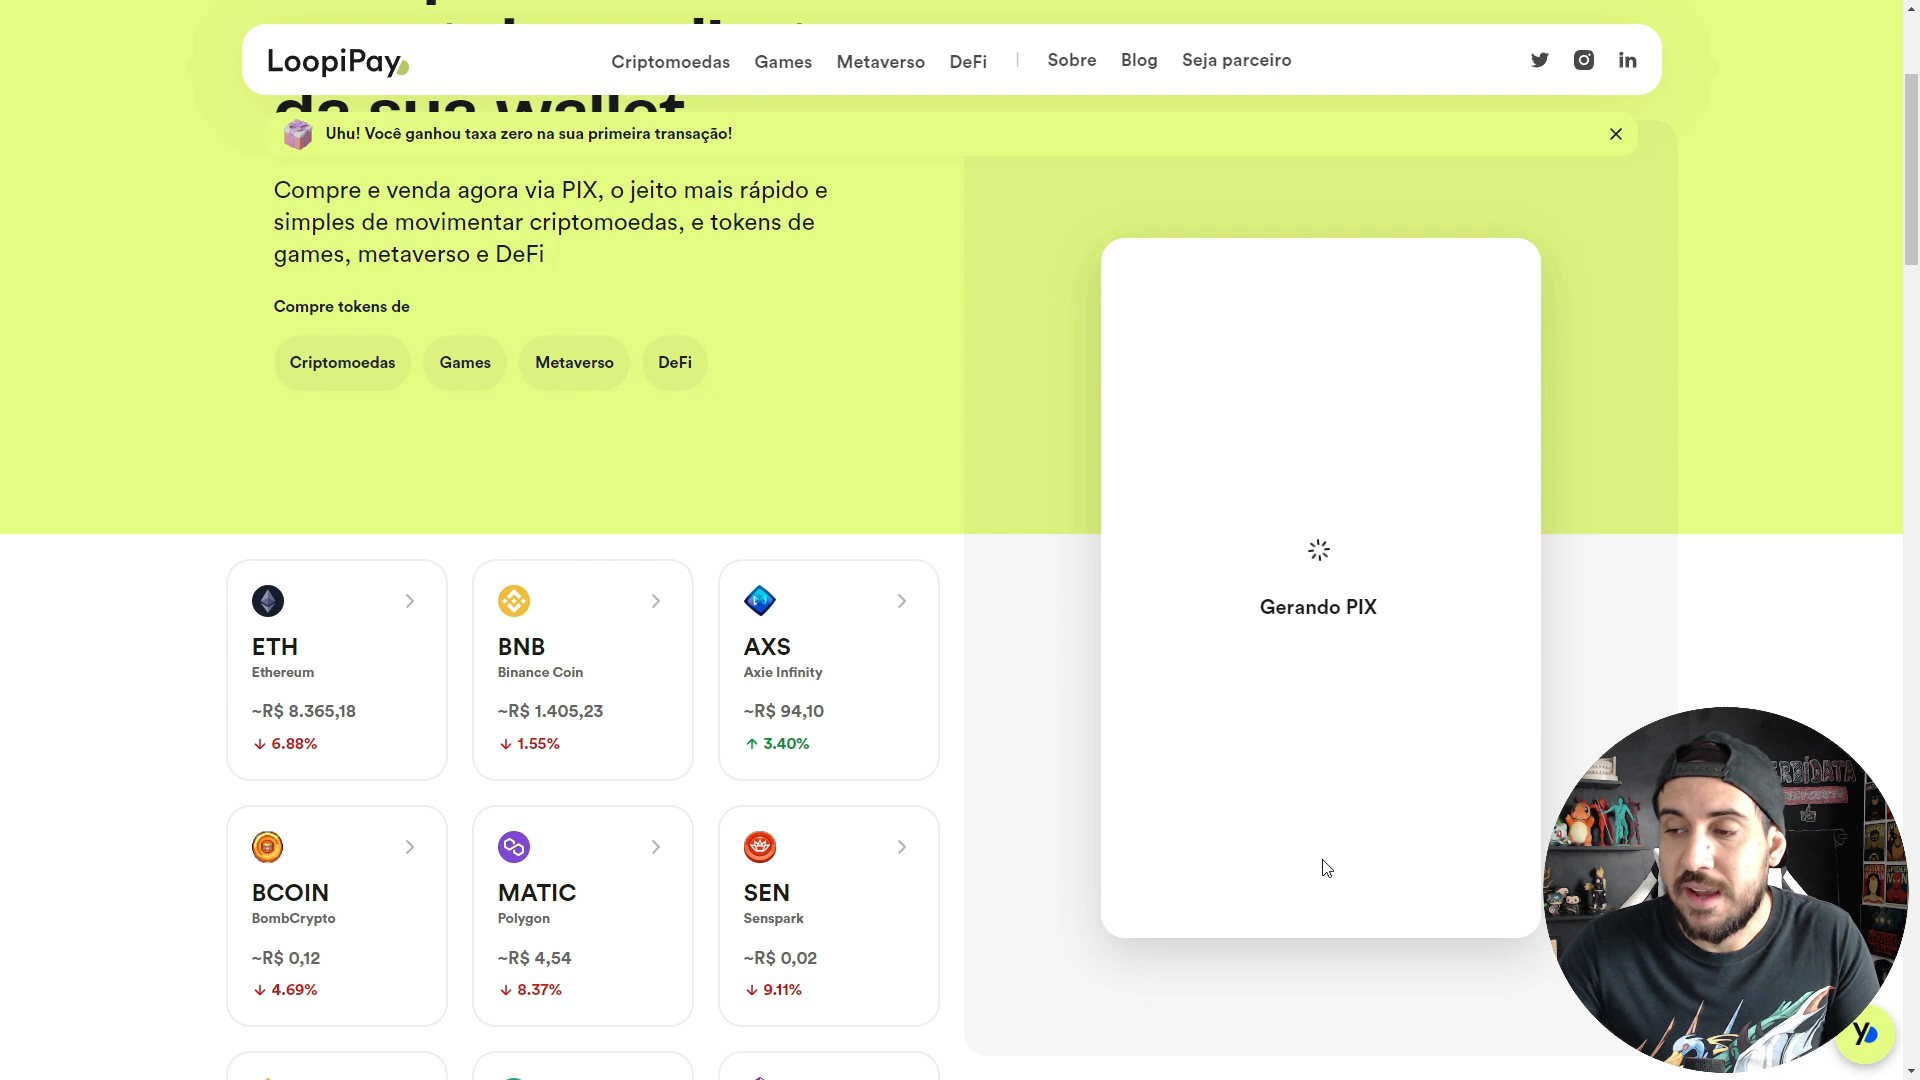 LoopiPay
Criptomoedas Games Metaverso DeFi | Sobre Blog Seja parceiro
da sua wallet
Uhu! Você ganhou taxa zero na sua primeira transação!
Compre e venda agora via PIX, o jeito mais rápido e
simples de movimentar criptomoedas, e tokens de
games, metaverso e DeFi
Compre tokens de
Criptomoedas Games Metaverso DeFi
Gerando PIX
ETH
Ethereum
~R$ 8.365,18
6.88%
BNB
Binance Coin
~R$ 1.405,23
1.55%
AXS
Axie Infinity
~R$ 94,10
3.40%
BCOIN
BombCrypto
~R$ 0,12
4.69%
MATIC
Polygon
~R$ 4,54
8.37%
SEN
Senspark
~R$ 0,02
9.11%